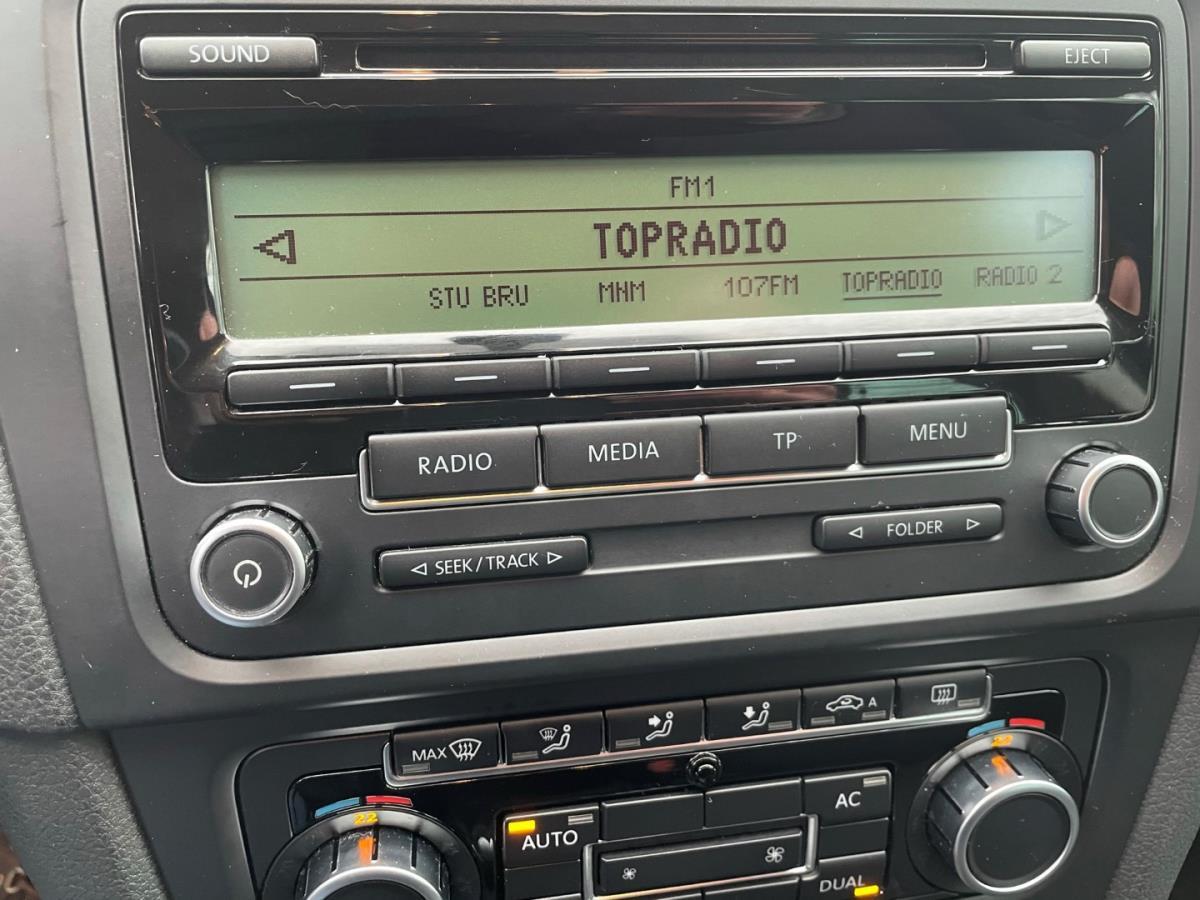 SOUND EJECT
FM1
TOPRADIO
STU BRU MNM 107FM TOPRADIO RADIO 2
RADIO MEDIA TP MENU
SEEK/TRACK FOLDER
MAX A
22 22
AUTO AC
DUAL